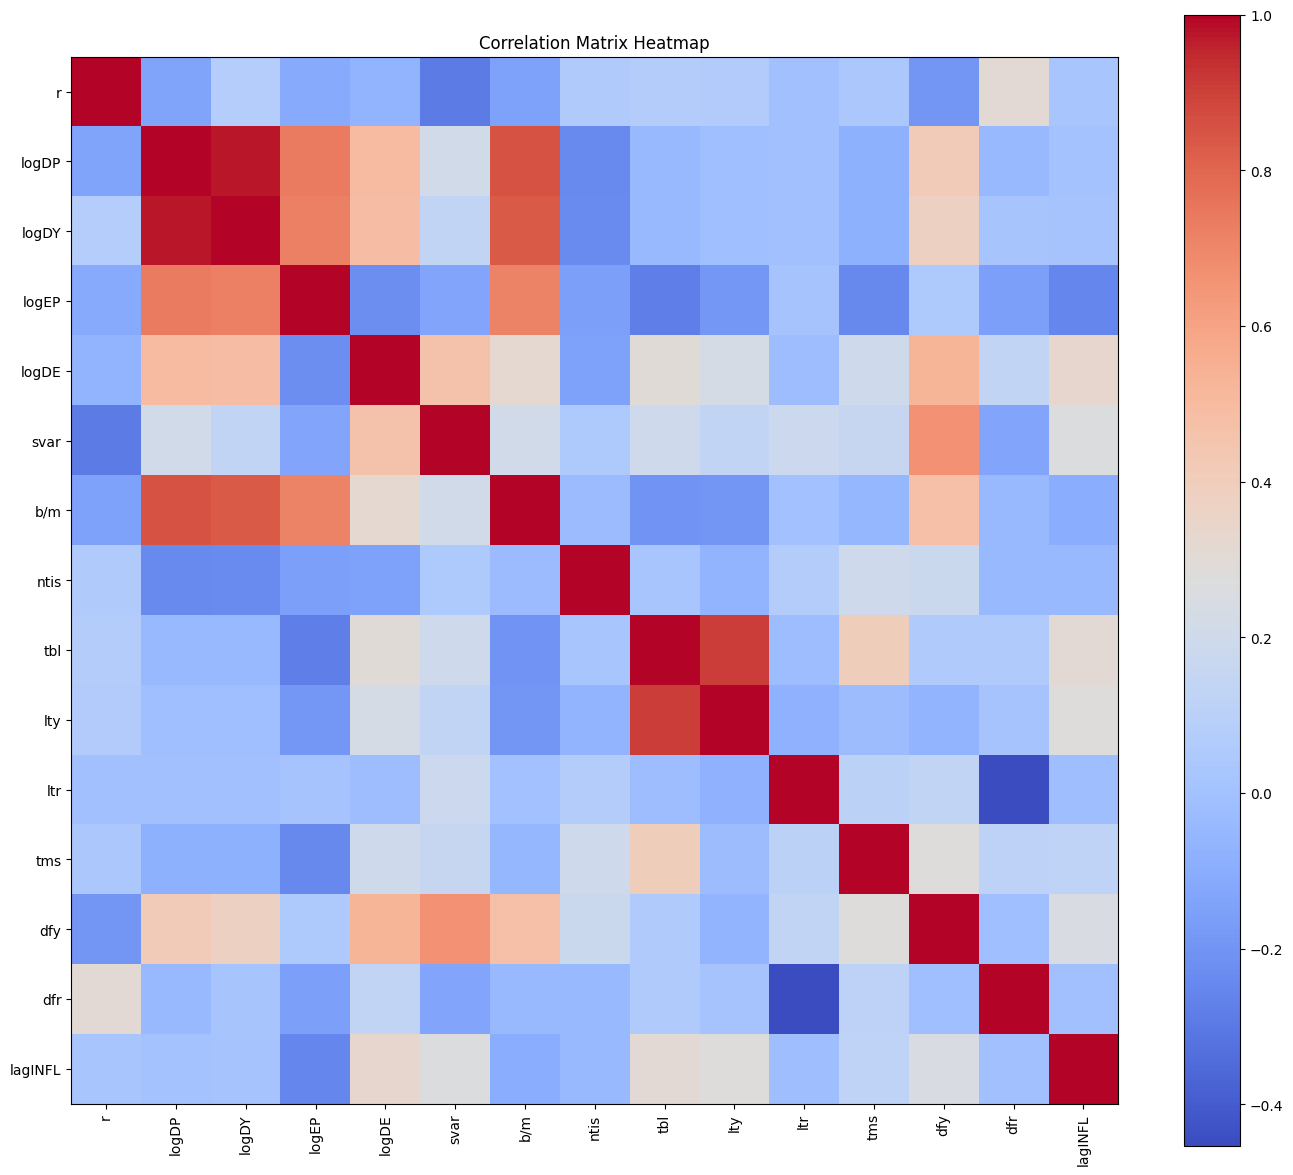 Correlation Matrix Heatmap
r
logDP
logDY
logEP
logDE
svar
b/m
ntis
tbl
lty
ltr
tms
dfy
dfr
lagINFL
r
logDP
logDY
logEP
logDE
svar
b/m
ntis
tbl
lty
ltr
tms
dfy
dfr
lagINFL
1.0
0.8
0.6
0.4
0.2
0.0
−0.2
−0.4